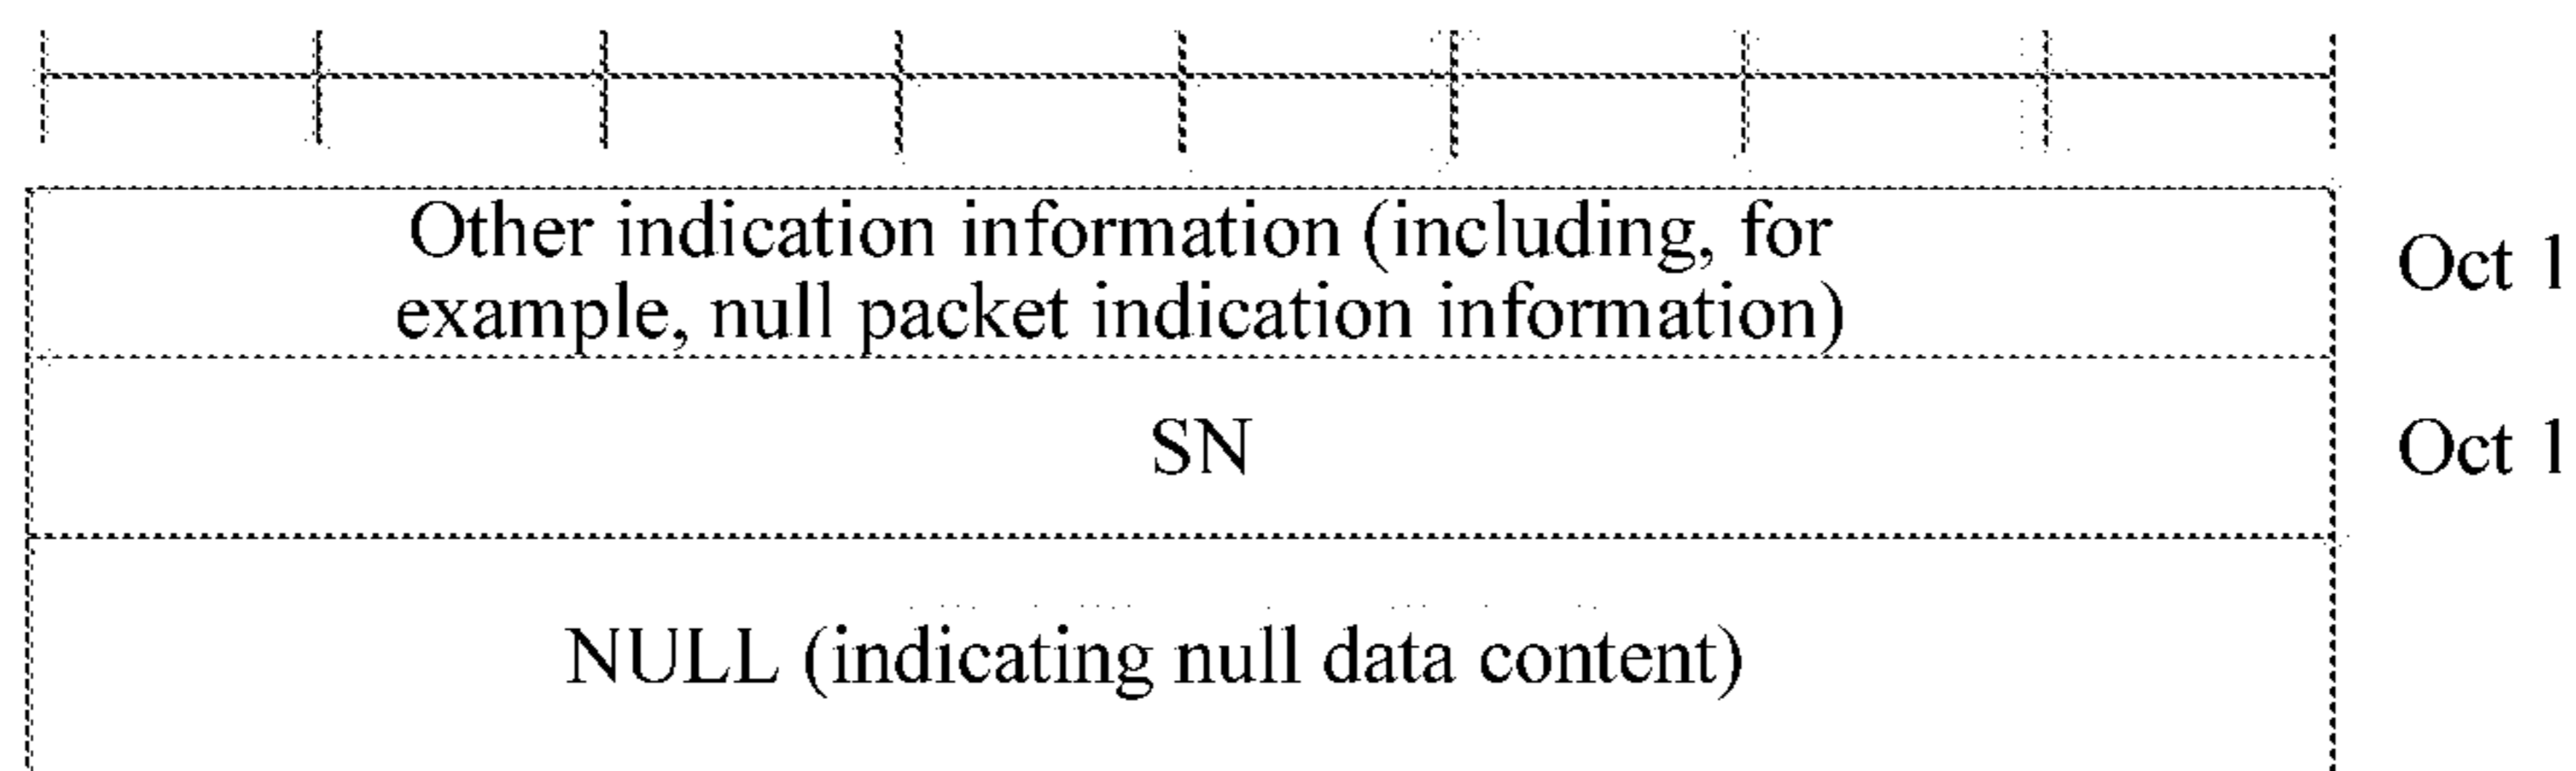 Other indication information (including, for
example, null packet indication information)
Oct 1
SN
Oct 1
NULL (indicating null data content)